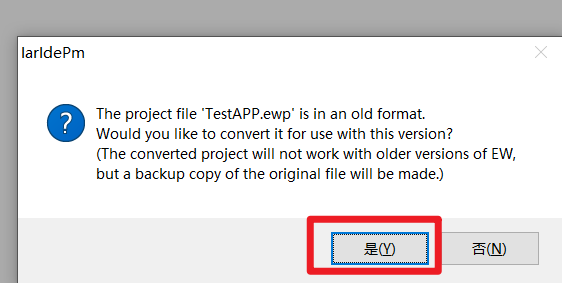 IarIdePm
The project file 'TestAPP.ewp' is in an old format.
Would you like to convert it for use with this version?
(The converted project will not work with older versions of EW,
but a backup copy of the original file will be made.)
是(Y)
否(N)